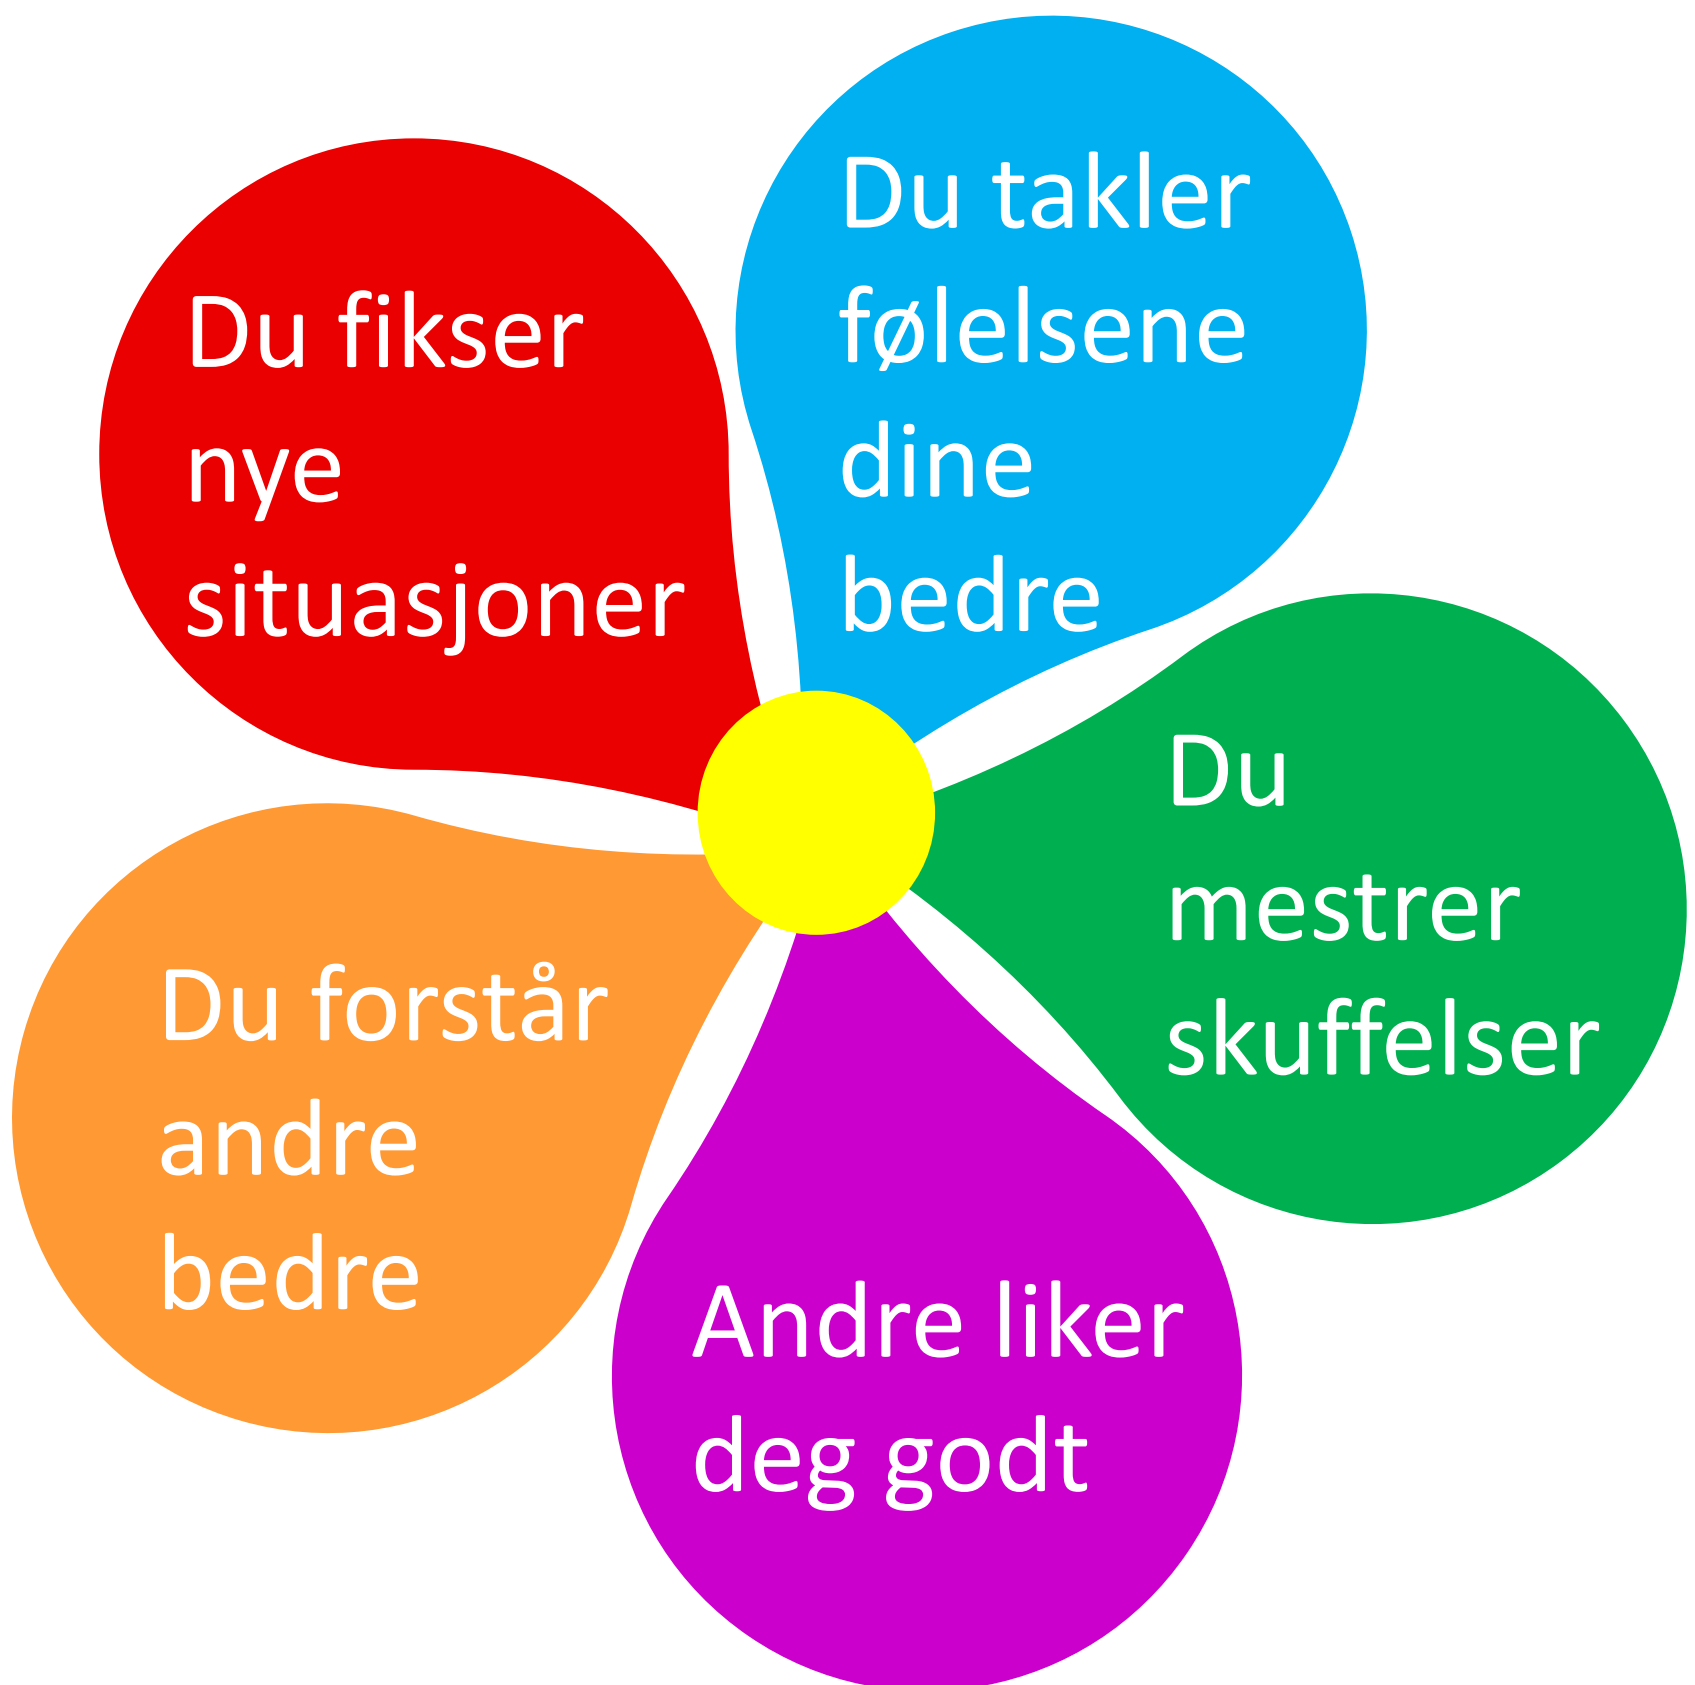 Du fikser
nye
situasjoner
Du takler
følelsene
dine
bedre
Du
mestrer
skuffelser
Du forstår
andre
bedre
Andre liker
deg godt